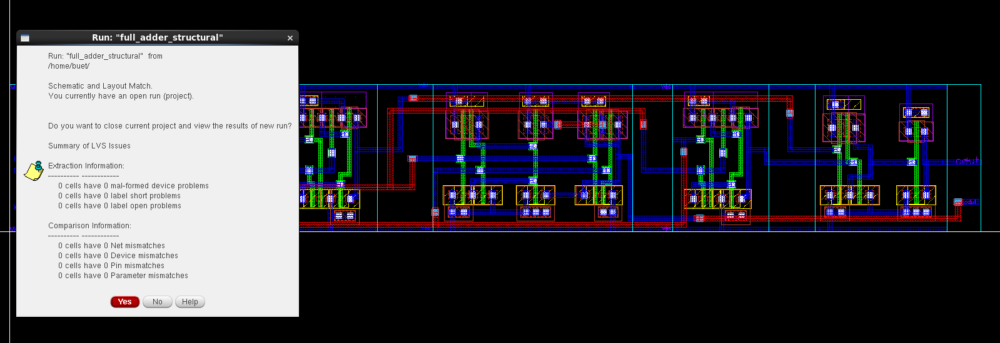 Run: "full_adder_structural"
Run: "full_adder_structural" from
/home/buet/
Schematic and Layout Match.
You currently have an open run (project).
Do you want to close current project and view the results of new run?
Summary of LVS Issues
Extraction Information:
---------- ------------
0 cells have 0 mal-formed device problems
0 cells have 0 label short problems
0 cells have 0 label open problems
Comparison Information:
---------- ------------
0 cells have 0 Net mismatches
0 cells have 0 Device mismatches
0 cells have 0 Pin mismatches
0 cells have 0 Parameter mismatches
Yes No Help